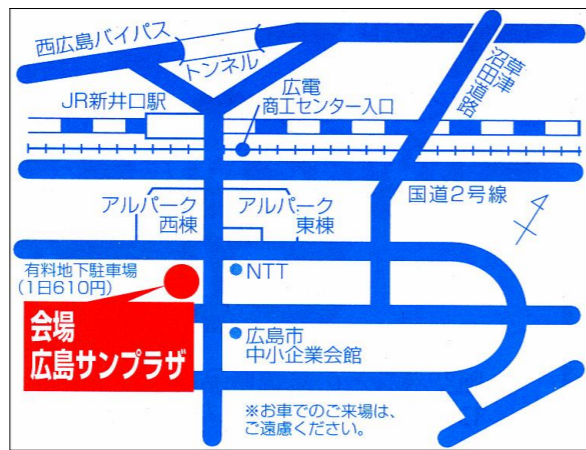 西広島バイパス
トンネル
草津
沼田道路
JR新井口駅
広電
商工センター入口
国道2号線
アルパーク
西棟
アルパーク
東棟
有料地下駐車場
(1日610円)
NTT
会場
広島サンプラザ
広島市
中小企業会館
※お車でのご来場は、
ご遠慮ください。